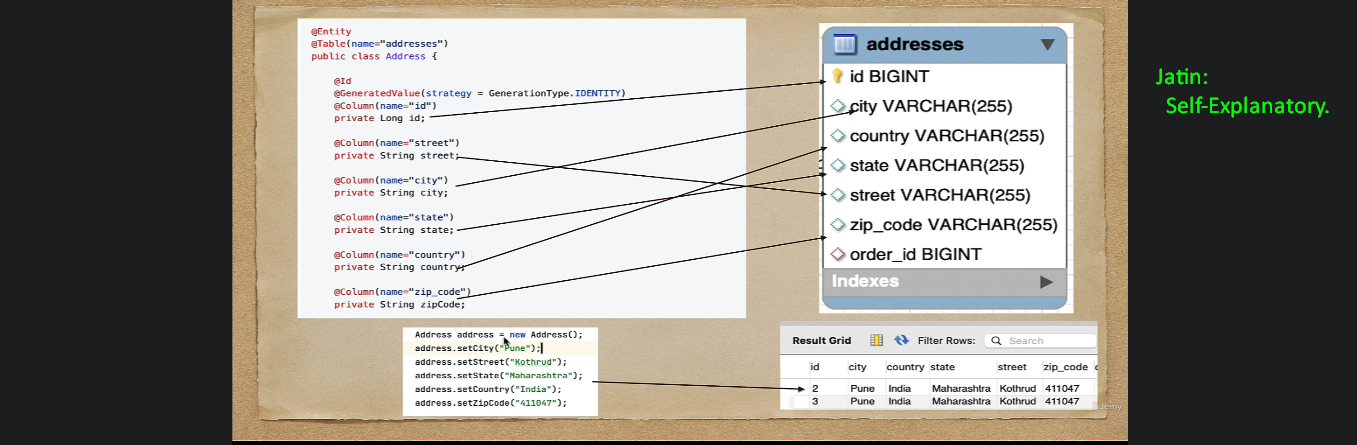 @Entity
@Table(name="addresses")
public class Address {
@Id
@GeneratedValue(strategy = GenerationType.IDENTITY)
@Column(name="id")
private Long id;
@Column(name="street")
private String street;
@Column(name="city")
private String city;
@Column(name="state")
private String state;
@Column(name="country")
private String country;
@Column(name="zip_code")
private String zipCode;
addresses
id BIGINT
city VARCHAR(255)
country VARCHAR(255)
state VARCHAR(255)
street VARCHAR(255)
zip_code VARCHAR(255)
order_id BIGINT
Indexes
Jatin:
Self-Explanatory.
Address address = new Address();
address.setCity("Pune");
address.setStreet("Kothrud");
address.setState("Maharashtra");
address.setCountry("India");
address.setZipCode("411047");
Result Grid Filter Rows: Search
id city country state street zip_code
2 Pune India Maharashtra Kothrud 411047
3 Pune India Maharashtra Kothrud 411047